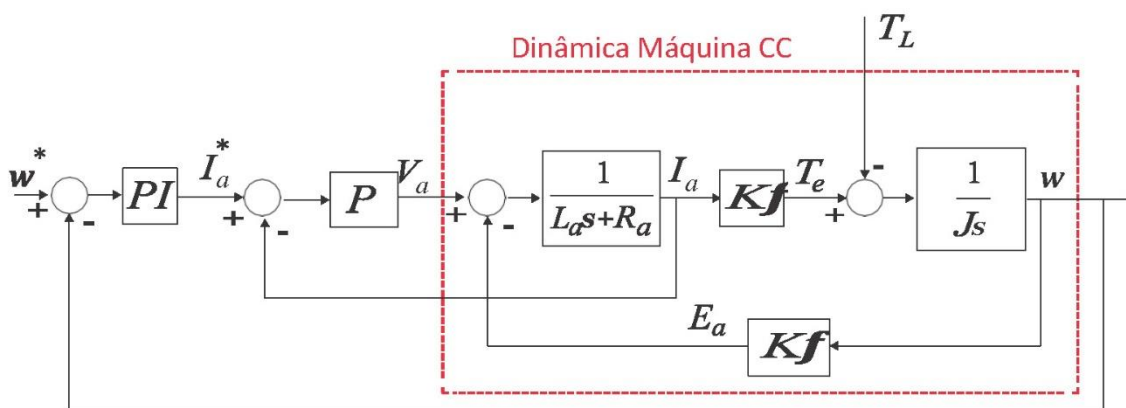 Dinâmica Máquina CC
T_L
w*
+
-
PI
I_a*
+
-
P
V_a
+
-
1
L_a s+R_a
I_a
Kf
T_e
+
-
1
Js
w
E_a
Kf